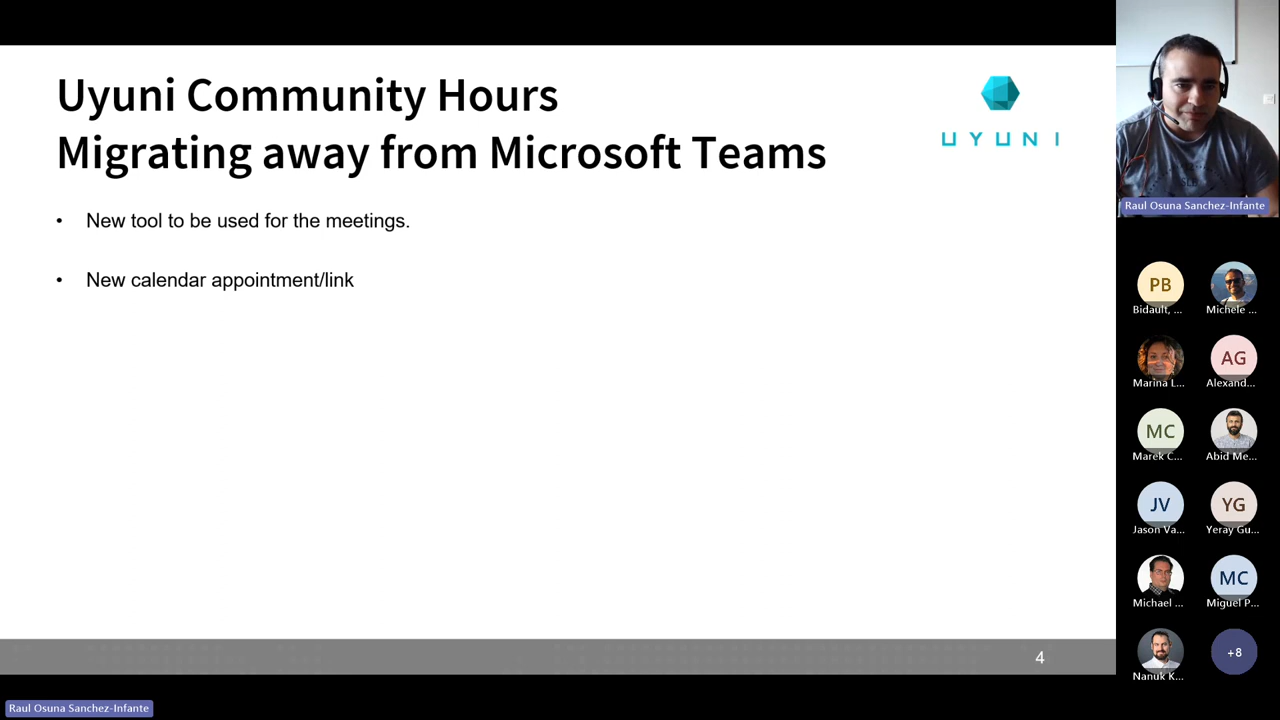 Uyuni Community Hours
Migrating away from Microsoft Teams
UYUNI
• New tool to be used for the meetings.
• New calendar appointment/link
4
Raul Osuna Sanchez-Infante
PB
Bidault, ...
Michele ...
Marina L...
AG
Alexand...
MC
Marek C...
Abid Me...
JV
Jason Va...
YG
Yeray Gu...
Michael ...
MC
Miguel P...
Nanuk K...
+8
Raul Osuna Sanchez-Infante